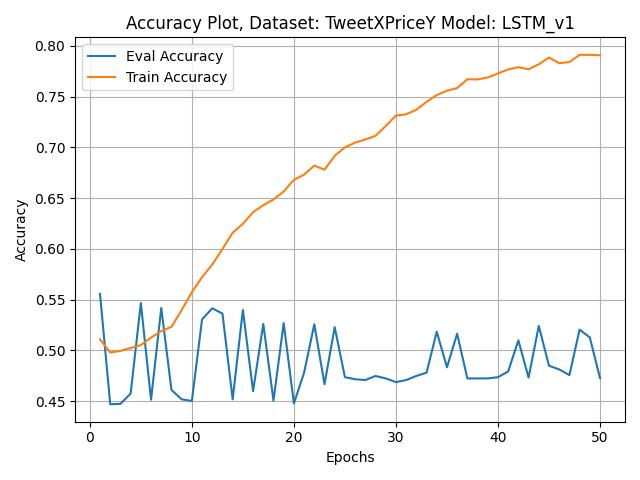 Accuracy Plot, Dataset: TweetXPriceY Model: LSTM_v1
0.80
0.75
0.70
0.65
0.60
0.55
0.50
0.45
Accuracy
Eval Accuracy
Train Accuracy
0 10 20 30 40 50
Epochs